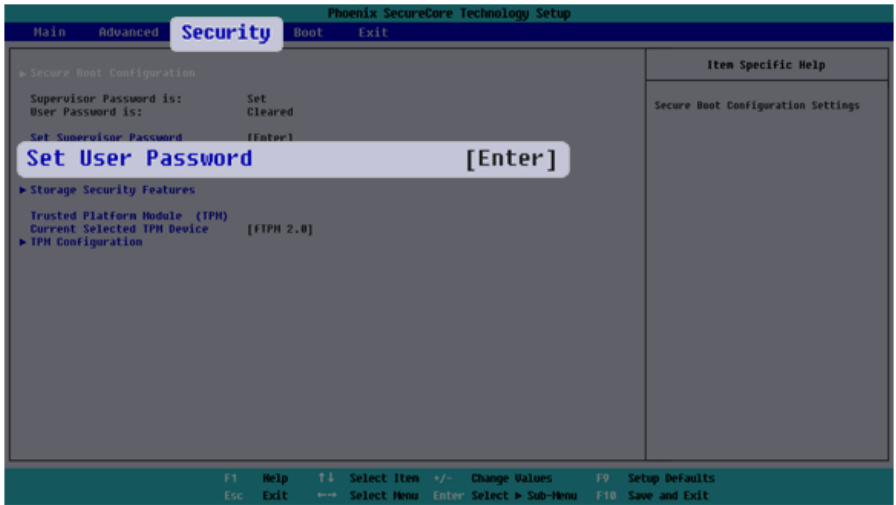 Phoenix SecureCore Technology Setup
Main Advanced Security Boot Exit
Item Specific Help
▶ Secure Boot Configuration
Supervisor Password is: Set
User Password is: Cleared
Secure Boot Configuration Settings
Set Supervisor Password [Enter]
Set User Password [Enter]
▶ Storage Security Features
Trusted Platform Module (TPM)
Current Selected TPM Device [fTPM 2.0]
▶ TPM Configuration
F1 Help ↑↓ Select Item +/- Change Values F9 Setup Defaults
Esc Exit ←→ Select Menu Enter Select ▶ Sub-Menu F10 Save and Exit